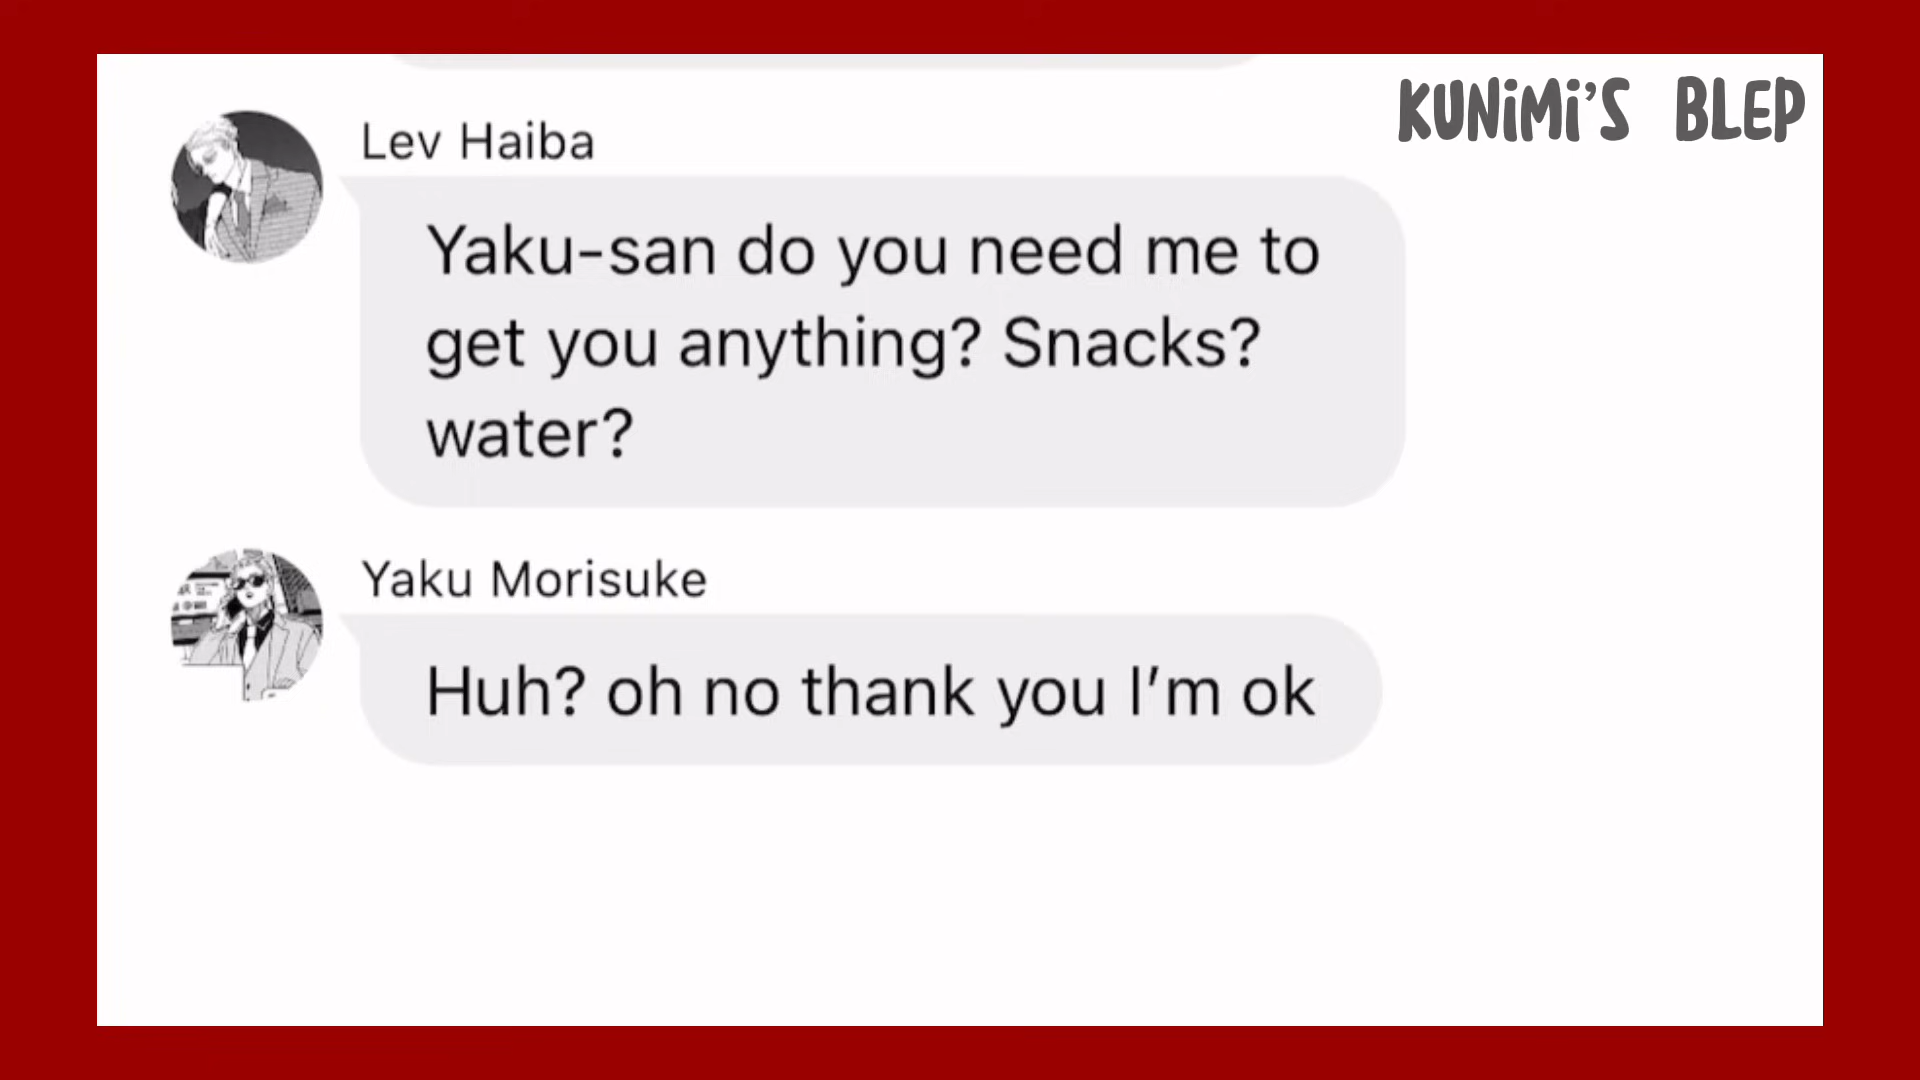 KUNiMi'S BLEP
Lev Haiba
Yaku-san do you need me to
get you anything? Snacks?
water?
Yaku Morisuke
Huh? oh no thank you I'm ok